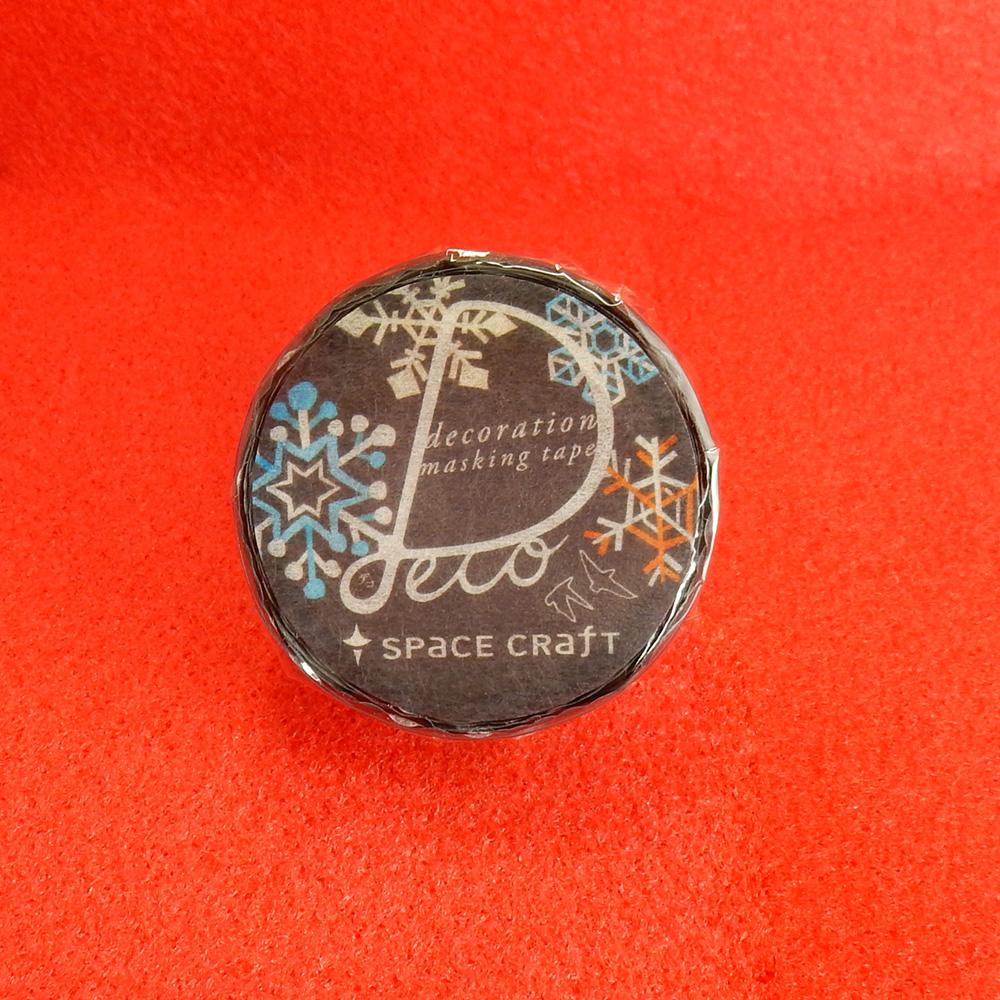 decoration
masking tape
Deco
SPaCE CRafT